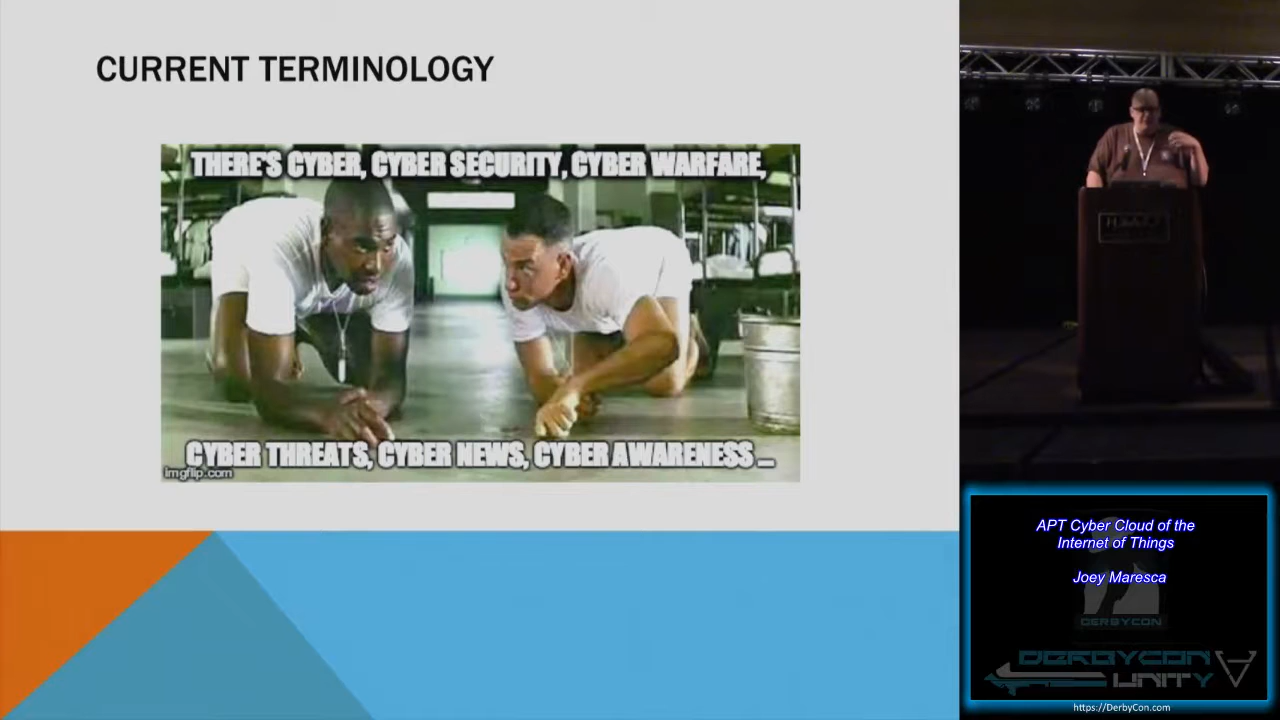 CURRENT TERMINOLOGY
THERE'S CYBER, CYBER SECURITY, CYBER WARFARE,
CYBER THREATS, CYBER NEWS, CYBER AWARENESS ...
imgflip.com
APT Cyber Cloud of the
Internet of Things
Joey Maresca
DERBYCON
DERBYCON
UNITY
https://DerbyCon.com